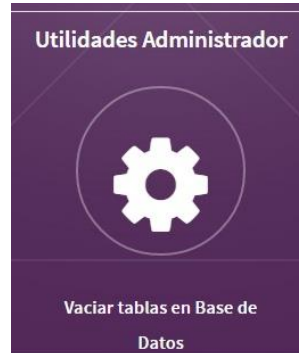 Utilidades Administrador
Vaciar tablas en Base de
Datos